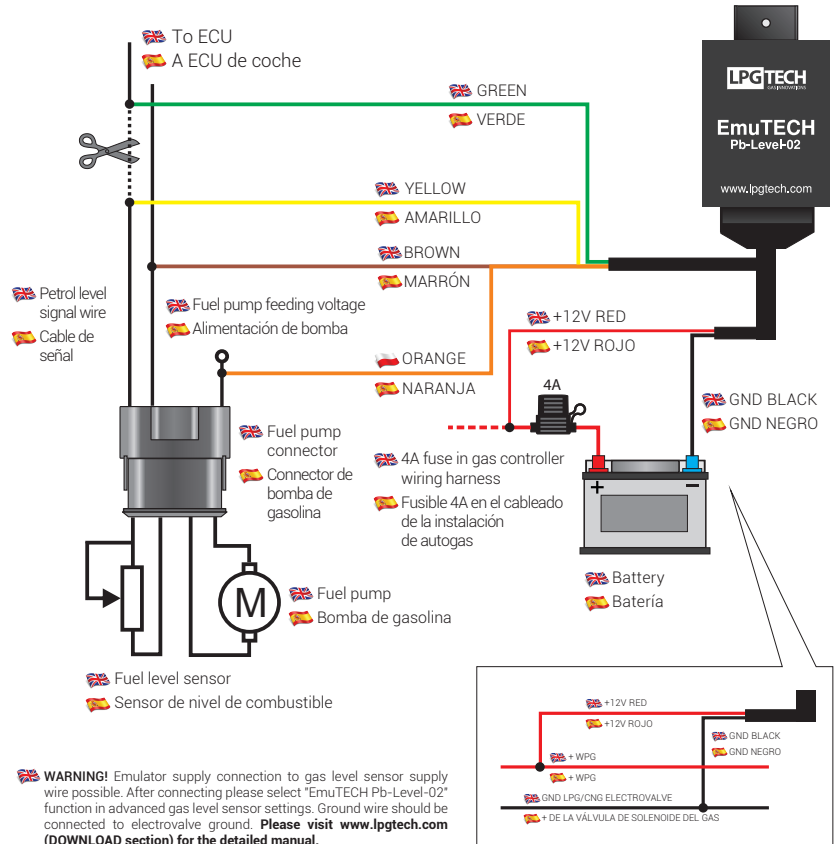 To ECU
A ECU de coche
GREEN
VERDE
LPGTECH
GAS INNOVATIONS
EmuTECH
Pb-Level-02
www.lpgtech.com
YELLOW
AMARILLO
BROWN
MARRÓN
Petrol level
signal wire
Cable de
señal
Fuel pump feeding voltage
Alimentación de bomba
+12V RED
+12V ROJO
ORANGE
NARANJA
4A
GND BLACK
GND NEGRO
Fuel pump
connector
Connector de
bomba de
gasolina
4A fuse in gas controller
wiring harness
Fusible 4A en el cableado
de la instalación
de autogas
+
−
Battery
Batería
M
Fuel pump
Bomba de gasolina
Fuel level sensor
Sensor de nivel de combustible
+12V RED
+12V ROJO
GND BLACK
GND NEGRO
+ WPG
+ WPG
GND LPG/CNG ELECTROVALVE
+ DE LA VÁLVULA DE SOLENOIDE DEL GAS
WARNING! Emulator supply connection to gas level sensor supply
wire possible. After connecting please select "EmuTECH Pb-Level-02"
function in advanced gas level sensor settings. Ground wire should be
connected to electrovalve ground. Please visit www.lpgtech.com
(DOWNLOAD section) for the detailed manual.